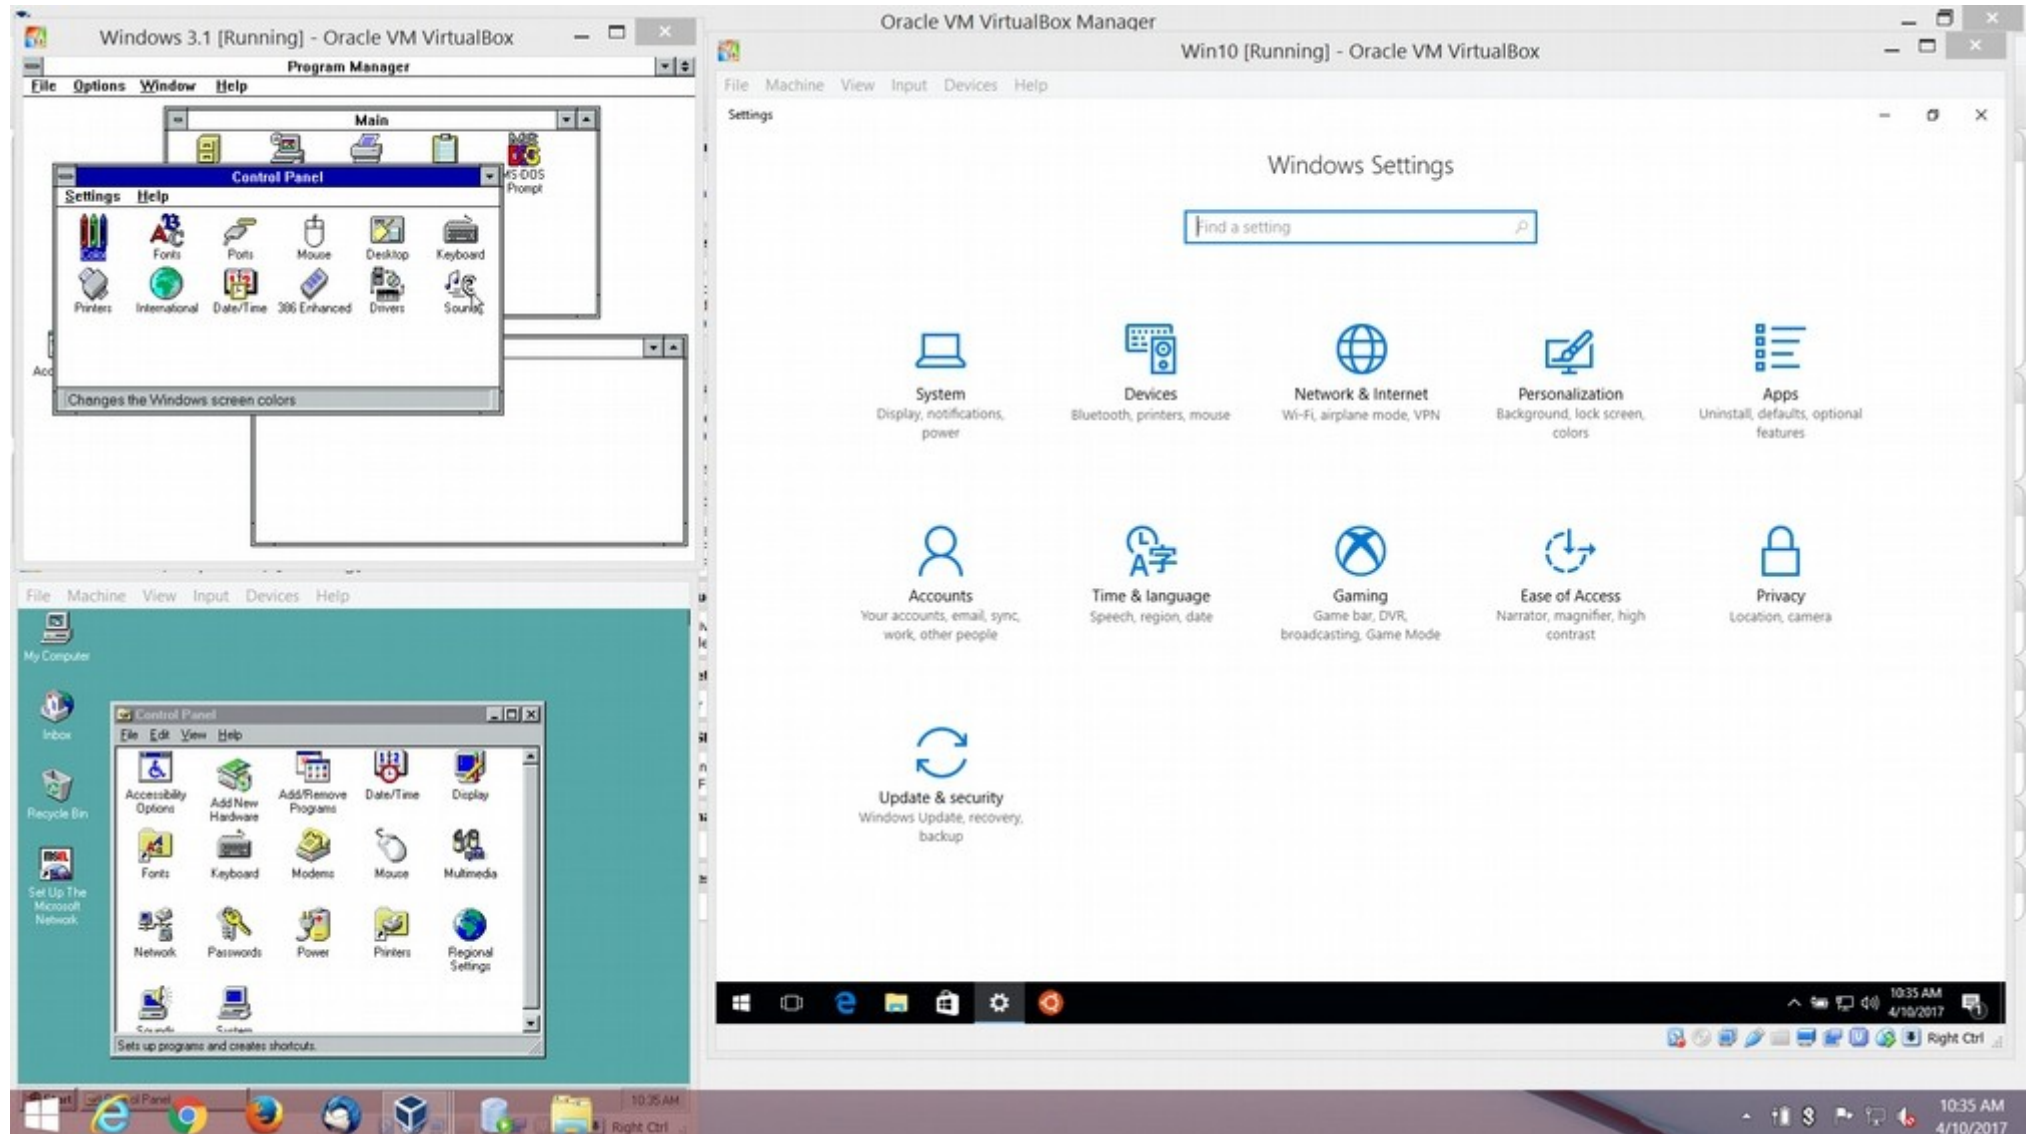 Oracle VM VirtualBox Manager
Windows 3.1 [Running] - Oracle VM VirtualBox
Program Manager
File Options Window Help
Main
MS-DOS
Prompt
Control Panel
Settings Help
Color Fonts Ports Mouse Desktop Keyboard
Printers International Date/Time 386 Enhanced Drivers Sound
Changes the Windows screen colors
File Machine View Input Devices Help
My Computer
Inbox
Recycle Bin
Set Up The
Microsoft
Network
Control Panel
File Edit View Help
Accessibility
Options
Add New
Hardware
Add/Remove
Programs
Date/Time
Display
Fonts Keyboard Modems Mouse Multimedia
Network Passwords Power Printers Regional
Settings
Sounds System
Sets up programs and creates shortcuts.
10:35 AM
Right Ctrl
Win10 [Running] - Oracle VM VirtualBox
File Machine View Input Devices Help
Settings
Windows Settings
Find a setting
System
Display, notifications,
power
Devices
Bluetooth, printers, mouse
Network & Internet
Wi-Fi, airplane mode, VPN
Personalization
Background, lock screen,
colors
Apps
Uninstall, defaults, optional
features
Accounts
Your accounts, email, sync,
work, other people
Time & language
Speech, region, date
Gaming
Game bar, DVR,
broadcasting, Game Mode
Ease of Access
Narrator, magnifier, high
contrast
Privacy
Location, camera
Update & security
Windows Update, recovery,
backup
10:35 AM
4/10/2017
Right Ctrl
10:35 AM
4/10/2017